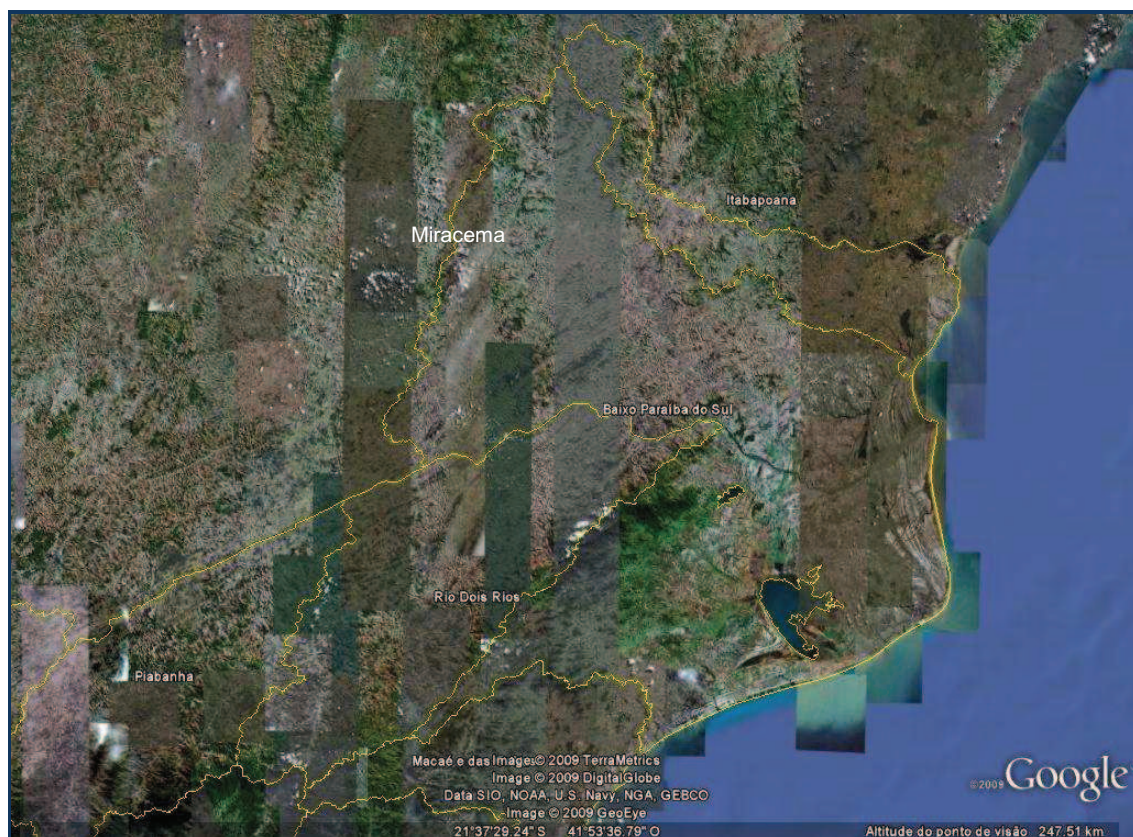 Miracema
Itabapoana
Baixo Paraíba do Sul
Rio Dois Rios
Piabanha
Macaé e das
Image © 2009 TerraMetrics
Image © 2009 DigitalGlobe
Data SIO, NOAA, U.S. Navy, NGA, GEBCO
Image © 2009 GeoEye
©2009 Google
21°37'29.24" S 41°53'36.79" O
Altitude do ponto de visão 247.51 km